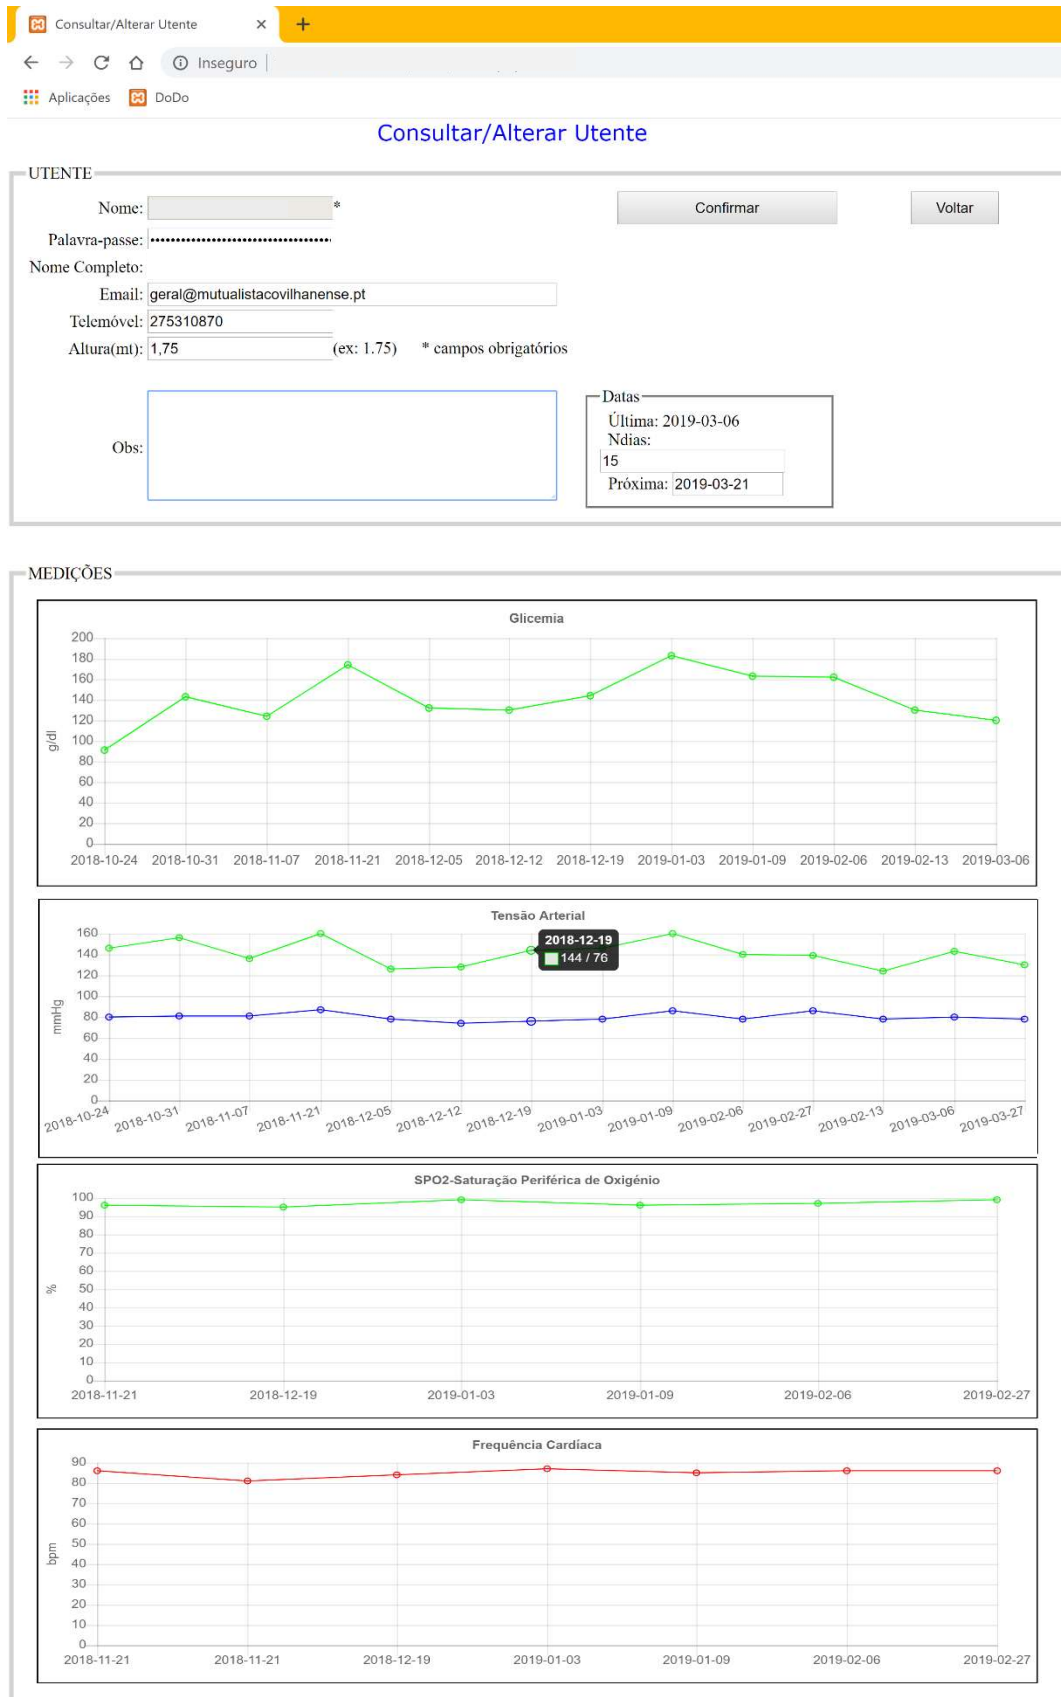 Consultar/Alterar Utente
Inseguro
Aplicações DoDo
Consultar/Alterar Utente
UTENTE
Nome: * Confirmar Voltar
Palavra-passe: ••••••••••••••••••••••••••••••••••••
Nome Completo:
Email: geral@mutualistacovilhanense.pt
Telemóvel: 275310870
Altura(mt): 1,75 (ex: 1.75) * campos obrigatórios
Obs:
Datas
Última: 2019-03-06
Ndias:
15
Próxima: 2019-03-21
MEDIÇÕES
Glicemia
g/dl
200
180
160
140
120
100
80
60
40
20
0
2018-10-24 2018-10-31 2018-11-07 2018-11-21 2018-12-05 2018-12-12 2018-12-19 2019-01-03 2019-01-09 2019-02-06 2019-02-13 2019-03-06
Tensão Arterial
mmHg
160
140
120
100
80
60
40
20
0
2018-12-19
144 / 76
2018-10-24 2018-10-31 2018-11-07 2018-11-21 2018-12-05 2018-12-12 2018-12-19 2019-01-03 2019-01-09 2019-02-06 2019-02-27 2019-02-13 2019-03-06 2019-03-27
SPO2-Saturação Periférica de Oxigénio
%
100
90
80
70
60
50
40
30
20
10
0
2018-11-21 2018-12-19 2019-01-03 2019-01-09 2019-02-06 2019-02-27
Frequência Cardíaca
bpm
90
80
70
60
50
40
30
20
10
0
2018-11-21 2018-11-21 2018-12-19 2019-01-03 2019-01-09 2019-02-06 2019-02-27